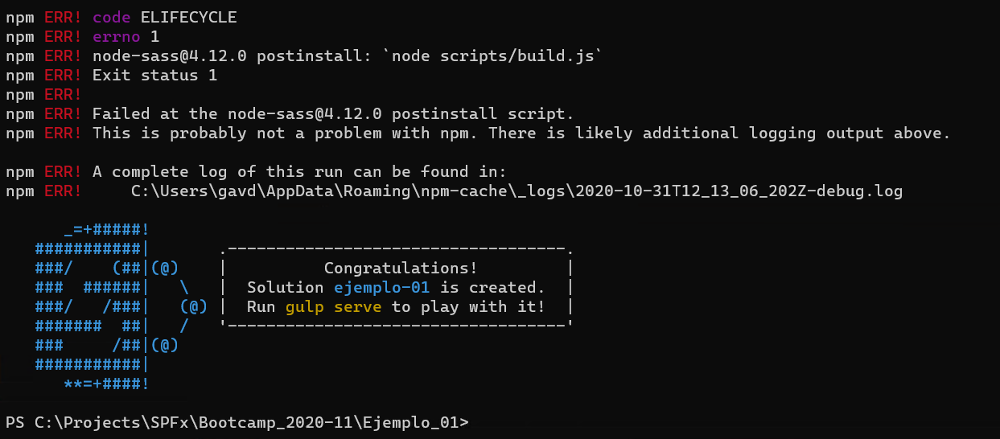 npm ERR! code ELIFECYCLE
npm ERR! errno 1
npm ERR! node-sass@4.12.0 postinstall: `node scripts/build.js`
npm ERR! Exit status 1
npm ERR!
npm ERR! Failed at the node-sass@4.12.0 postinstall script.
npm ERR! This is probably not a problem with npm. There is likely additional logging output above.

npm ERR! A complete log of this run can be found in:
npm ERR!     C:\Users\gavd\AppData\Roaming\npm-cache\_logs\2020-10-31T12_13_06_202Z-debug.log

      _=+#####!
   ###########|       .-----------------------------------.
   ###/    (##|(@)    |          Congratulations!         |
   ###  ######|   \   |  Solution ejemplo-01 is created.  |
   ###/   /###|   (@) |  Run gulp serve to play with it!  |
   #######  ##|   /   '-----------------------------------'
   ###     /##|(@)
   ###########|
      **=+####!

PS C:\Projects\SPFx\Bootcamp_2020-11\Ejemplo_01>